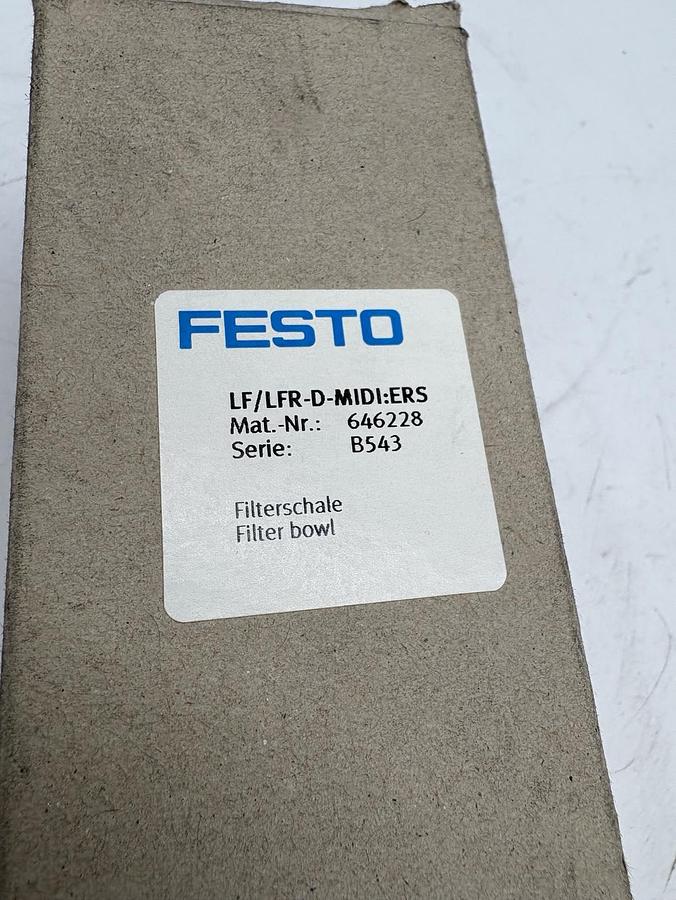 FESTO
LF/LFR-D-MIDI:ERS
Mat.-Nr.: 646228
Serie: B543
Filterschale
Filter bowl